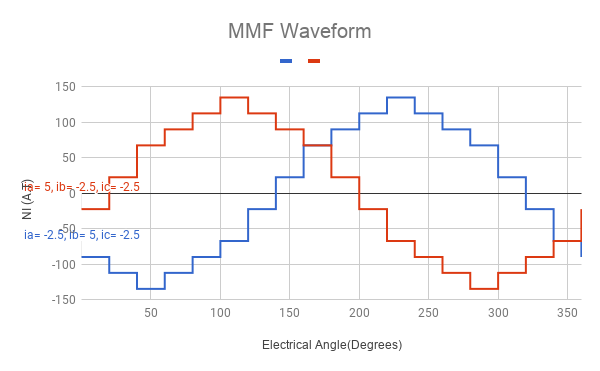 MMF Waveform
150
100
50
0
-50
-100
-150
NI (A.T)
ia= 5, ib= -2.5, ic= -2.5
ia= -2.5, ib= 5, ic= -2.5
50
100
150
200
250
300
350
Electrical Angle(Degrees)